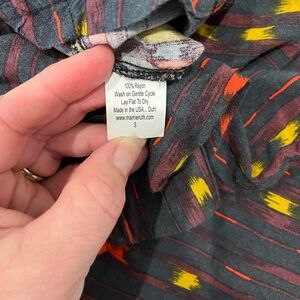 100% Rayon
Wash on Gentle Cycle
Lay Flat To Dry
Made in the USA... Duh!
www.mamieruth.com
S